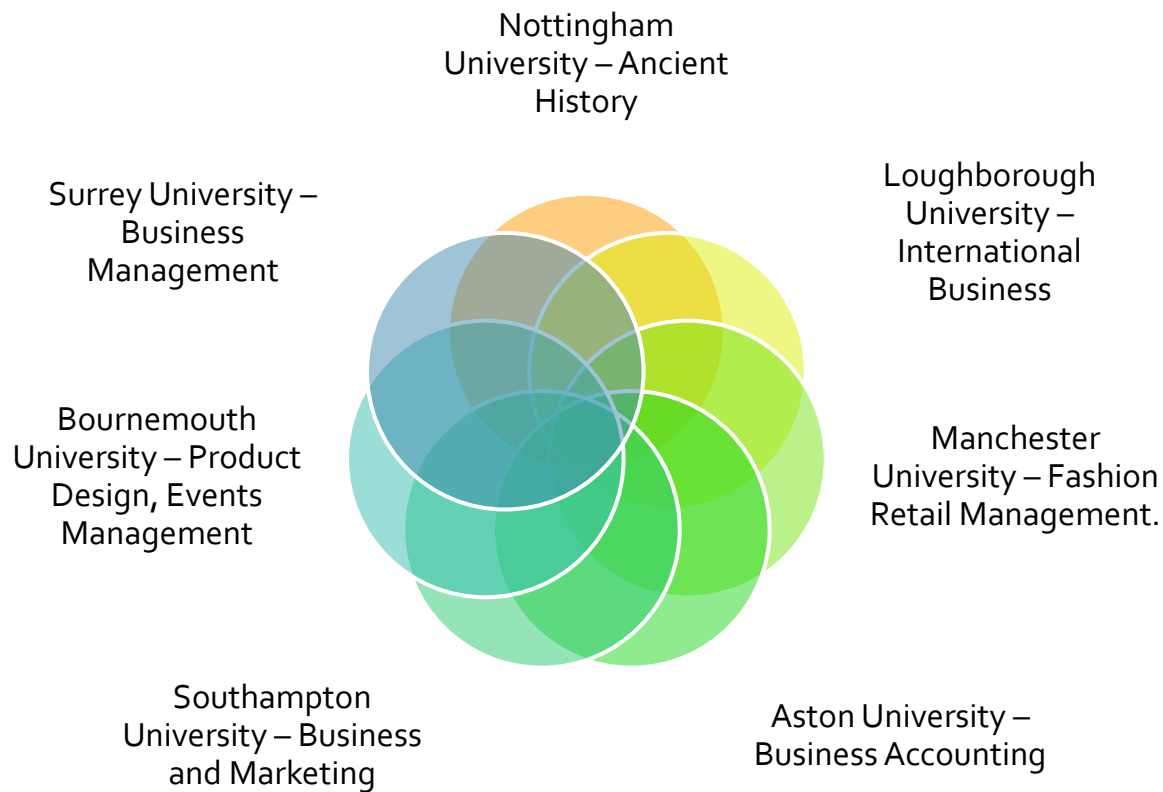 Nottingham
University – Ancient
History
Loughborough
University –
International
Business
Manchester
University – Fashion
Retail Management.
Aston University –
Business Accounting
Southampton
University – Business
and Marketing
Bournemouth
University – Product
Design, Events
Management
Surrey University –
Business
Management